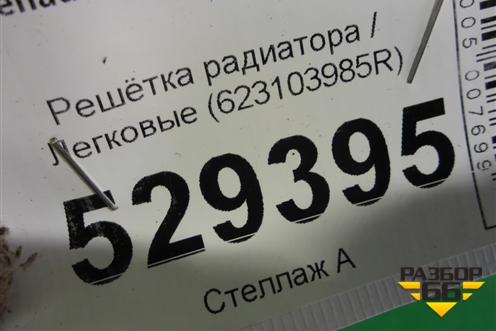 Решётка радиатора /
легковые (623103985R)
529395
Стеллаж А
РАЗБОР
66